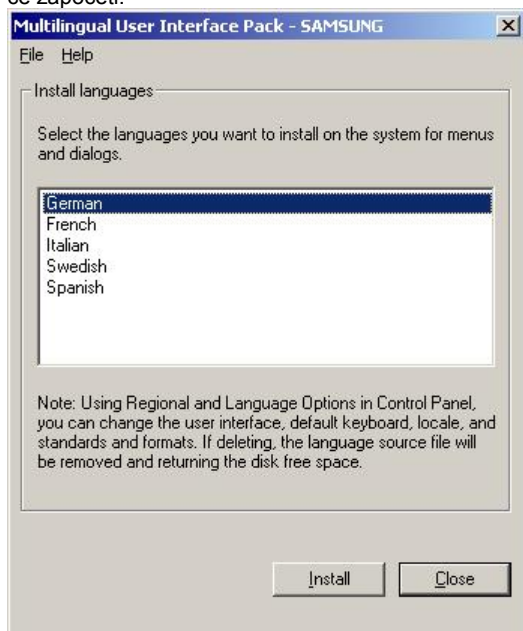 će započeti.
Multilingual User Interface Pack - SAMSUNG
File Help
Install languages
Select the languages you want to install on the system for menus
and dialogs.
German
French
Italian
Swedish
Spanish
Note: Using Regional and Language Options in Control Panel,
you can change the user interface, default keyboard, locale, and
standards and formats. If deleting, the language source file will
be removed and returning the disk free space.
Install Close